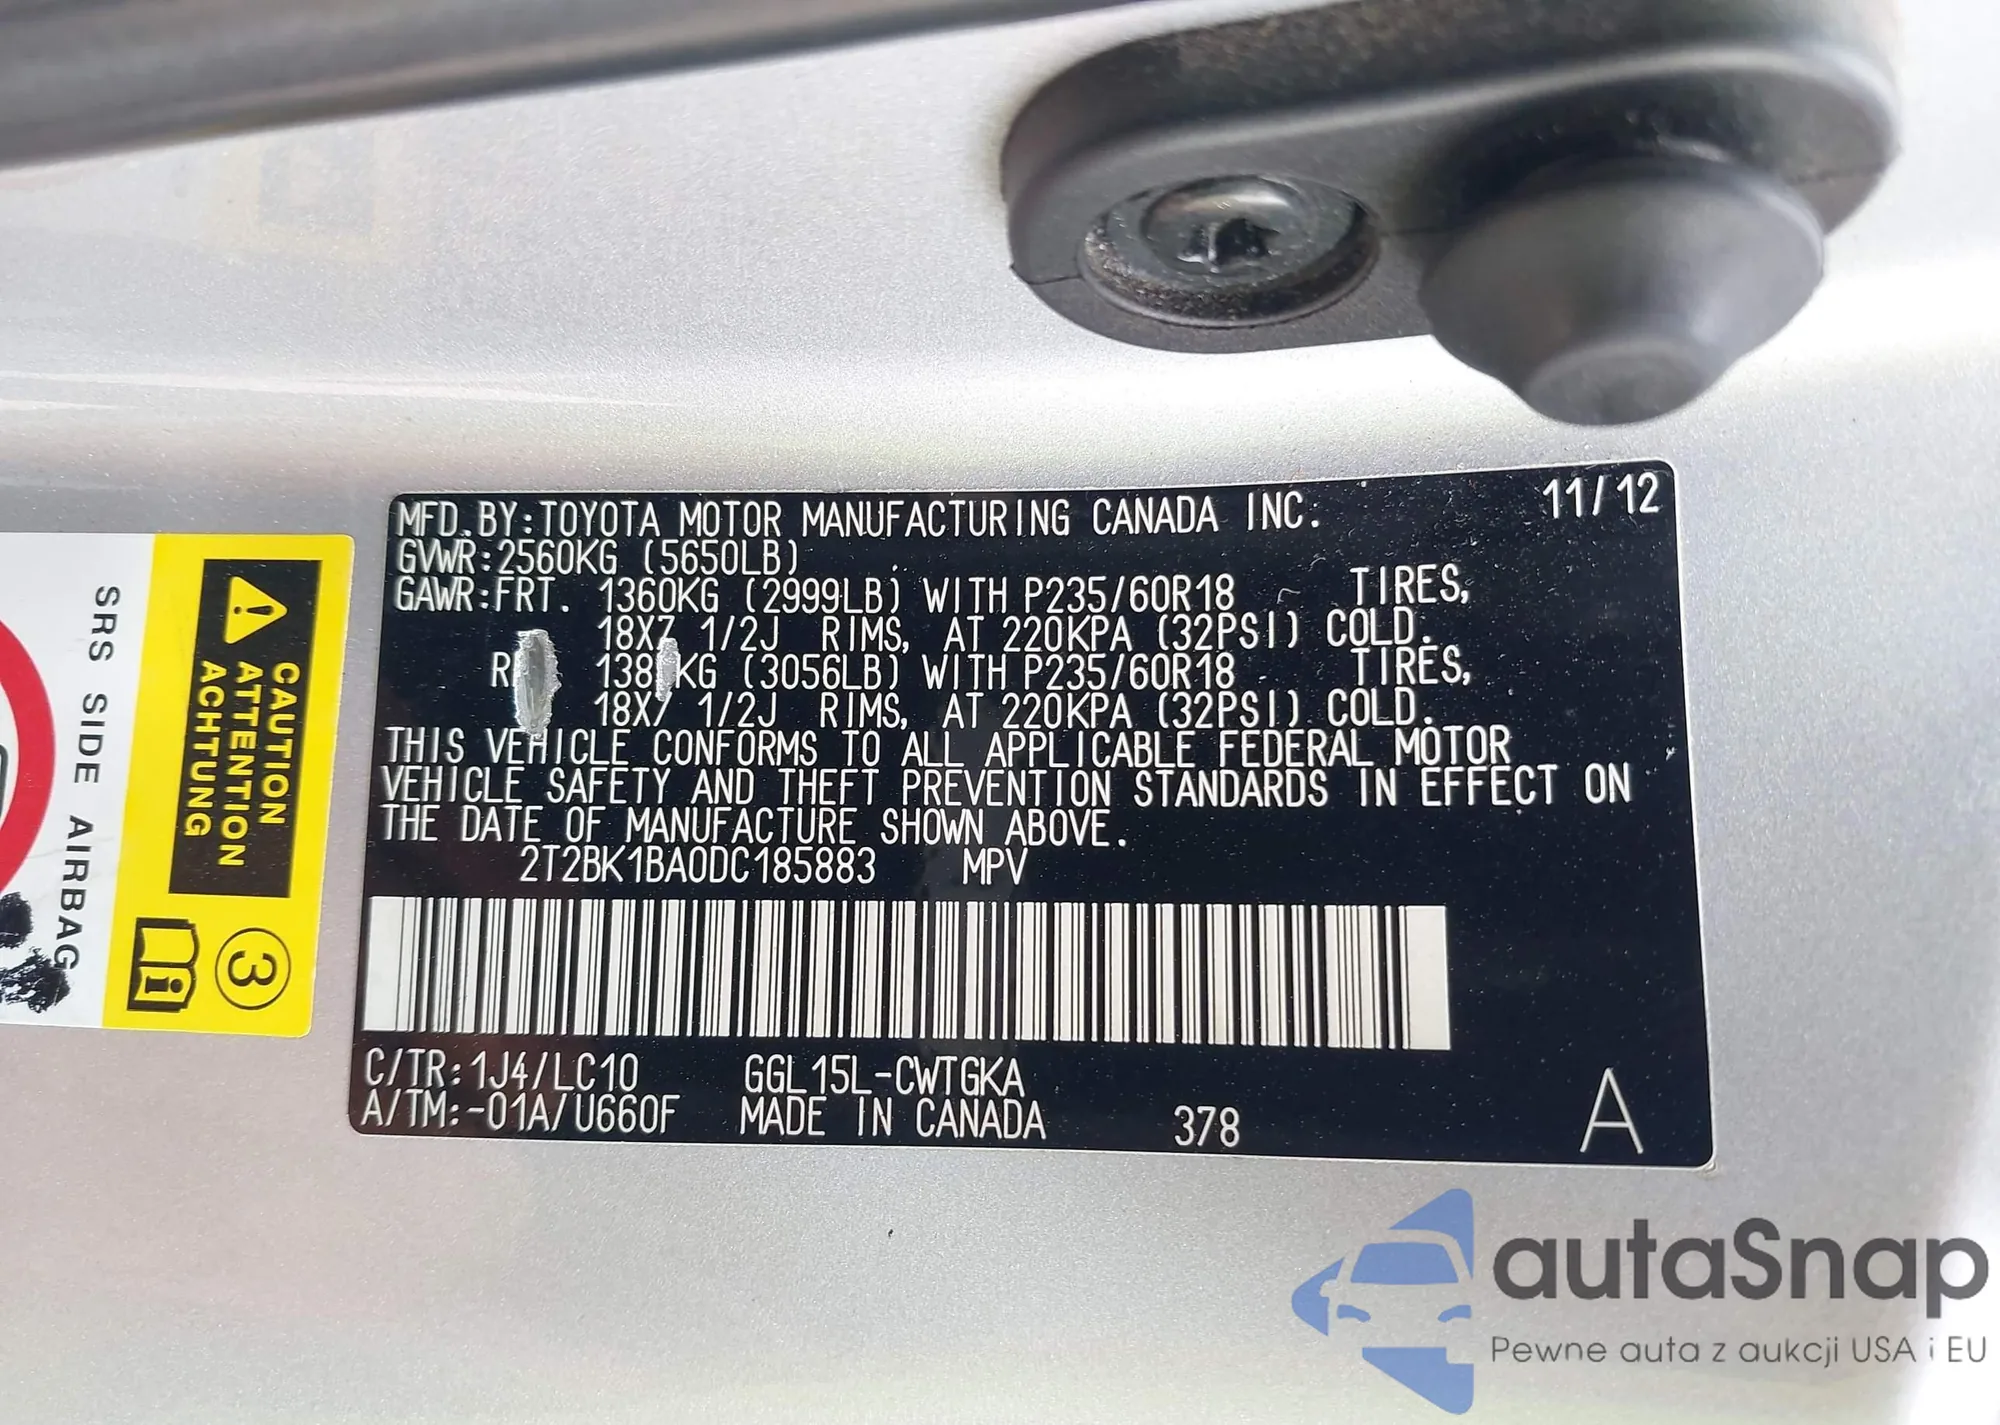 MFD.BY:TOYOTA MOTOR MANUFACTURING CANADA INC. 11/12
GVWR:2560KG (5650LB)
GAWR:FRT. 1360KG (2999LB) WITH P235/60R18 TIRES,
18X7 1/2J RIMS, AT 220KPA (32PSI) COLD.
(3056LB) WITH P235/60R18 TIRES,
18X7 1/2J RIMS, AT 220KPA (32PSI) COLD.
THIS VEHICLE CONFORMS TO ALL APPLICABLE FEDERAL MOTOR
VEHICLE SAFETY AND THEFT PREVENTION STANDARDS IN EFFECT ON
THE DATE OF MANUFACTURE SHOWN ABOVE.
2T2BK1BA0DC185883 MPV
C/TR:1J4/LC10 GGL15L-CWTGKA
A/TM:-01A/U660F MADE IN CANADA 378 A
CAUTION
ATTENTION
ACHTUNG
3
SRS SIDE AIRBAG
autaSnap
Pewne auta z aukcji USA i EU